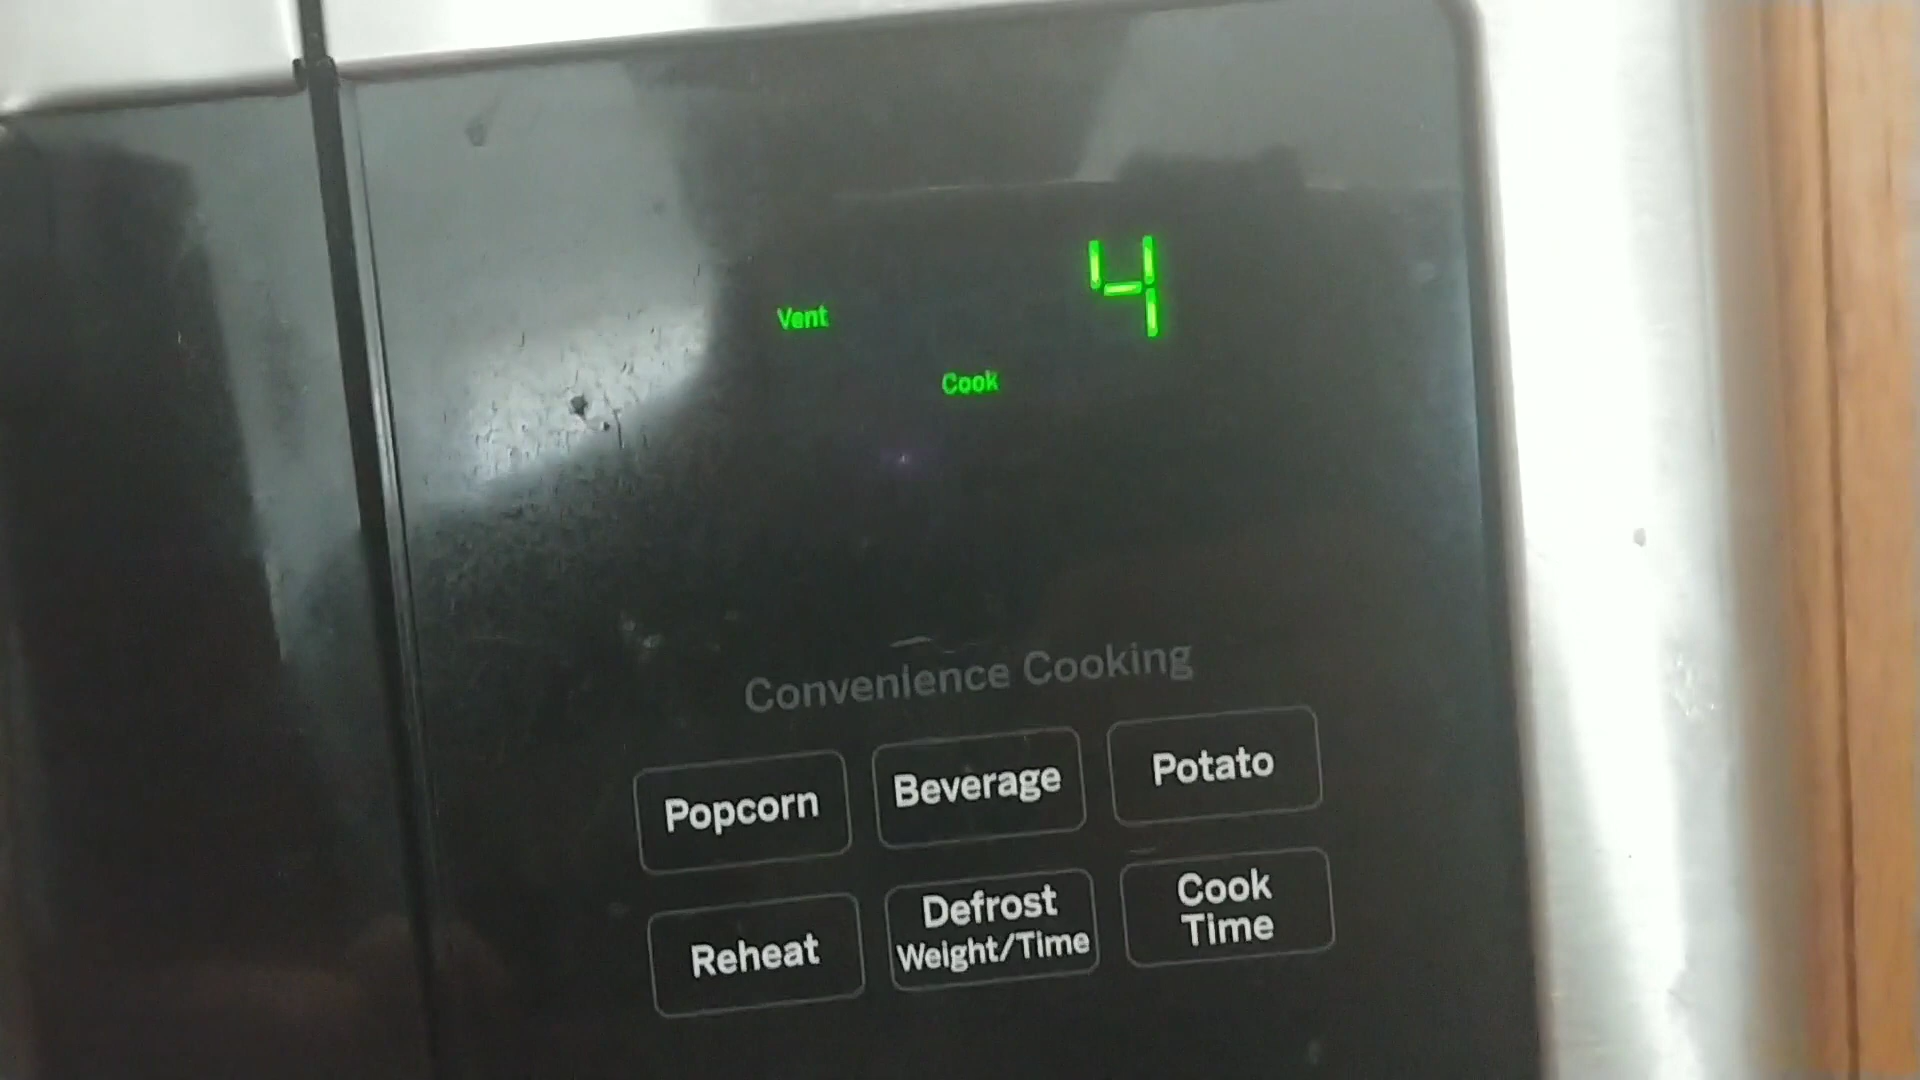 4
Vent
Cook
Convenience Cooking
Popcorn
Beverage
Potato
Reheat
Defrost
Weight/Time
Cook
Time